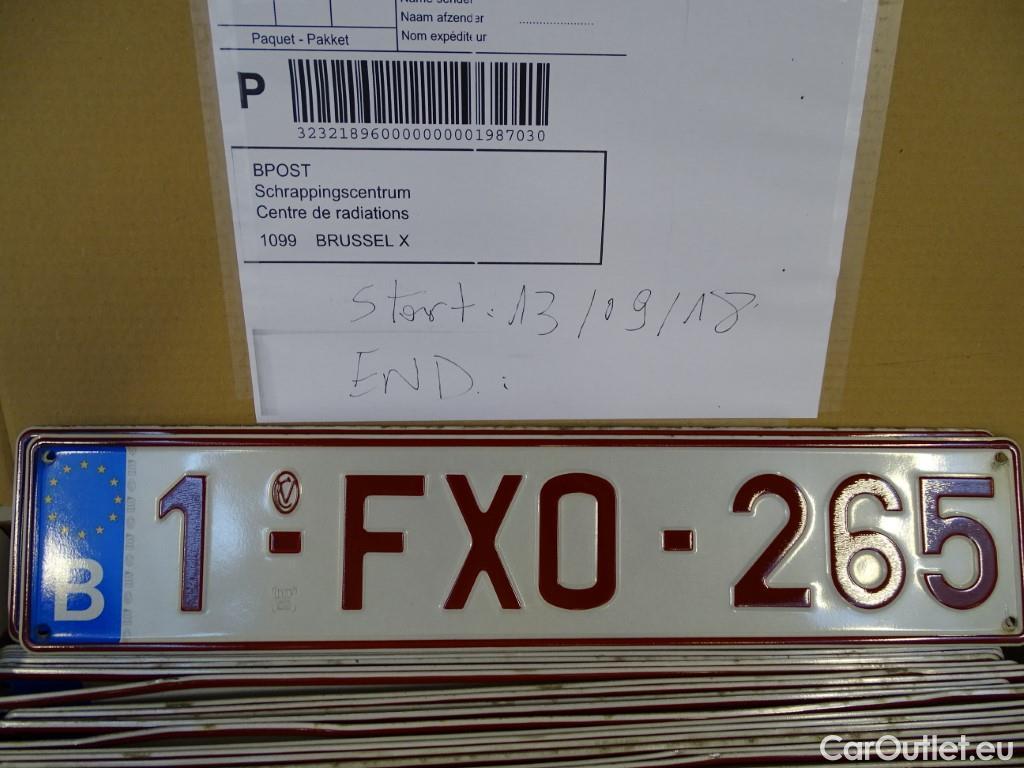 Naam afzender
Paquet - Pakket
Nom expéditeur
P
3232189600000000001987030
BPOST
Schrappingscentrum
Centre de radiations
1099 BRUSSEL X
Start: 13/09/18
END:
B
1-FXO-265
CarOutlet.eu